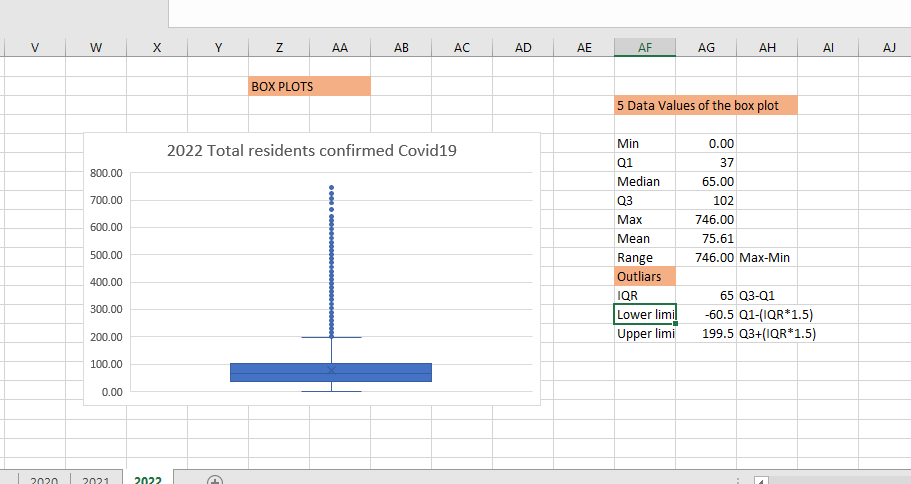 V W X Y Z AA AB AC AD AE AF AG AH AI AJ
BOX PLOTS
5 Data Values of the box plot
2022 Total residents confirmed Covid19
800.00
700.00
600.00
500.00
400.00
300.00
200.00
100.00
0.00
Min 0.00
Q1 37
Median 65.00
Q3 102
Max 746.00
Mean 75.61
Range 746.00 Max-Min
Outliars
IQR 65 Q3-Q1
Lower limi -60.5 Q1-(IQR*1.5)
Upper limi 199.5 Q3+(IQR*1.5)
2020 2021 2022